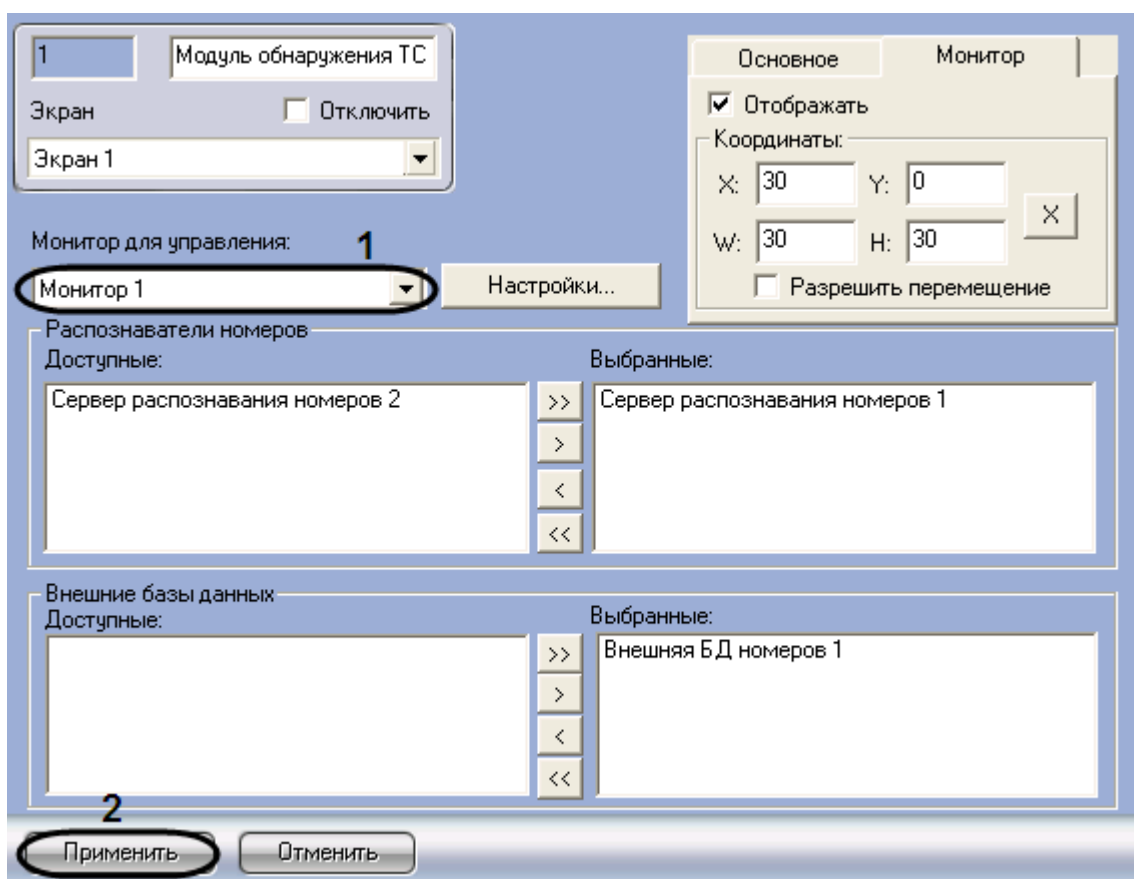 1 Модуль обнаружения ТС
Экран Отключить
Экран 1
Основное Монитор
Отображать
Координаты:
X: 30 Y: 0
X
W: 30 H: 30
Разрешить перемещение
Монитор для управления: 1
Монитор 1 Настройки...
Распознаватели номеров
Доступные: Выбранные:
Сервер распознавания номеров 2 >> Сервер распознавания номеров 1
>
<
<<
Внешние базы данных
Доступные: Выбранные:
>> Внешняя БД номеров 1
>
<
<<
2
Применить Отменить